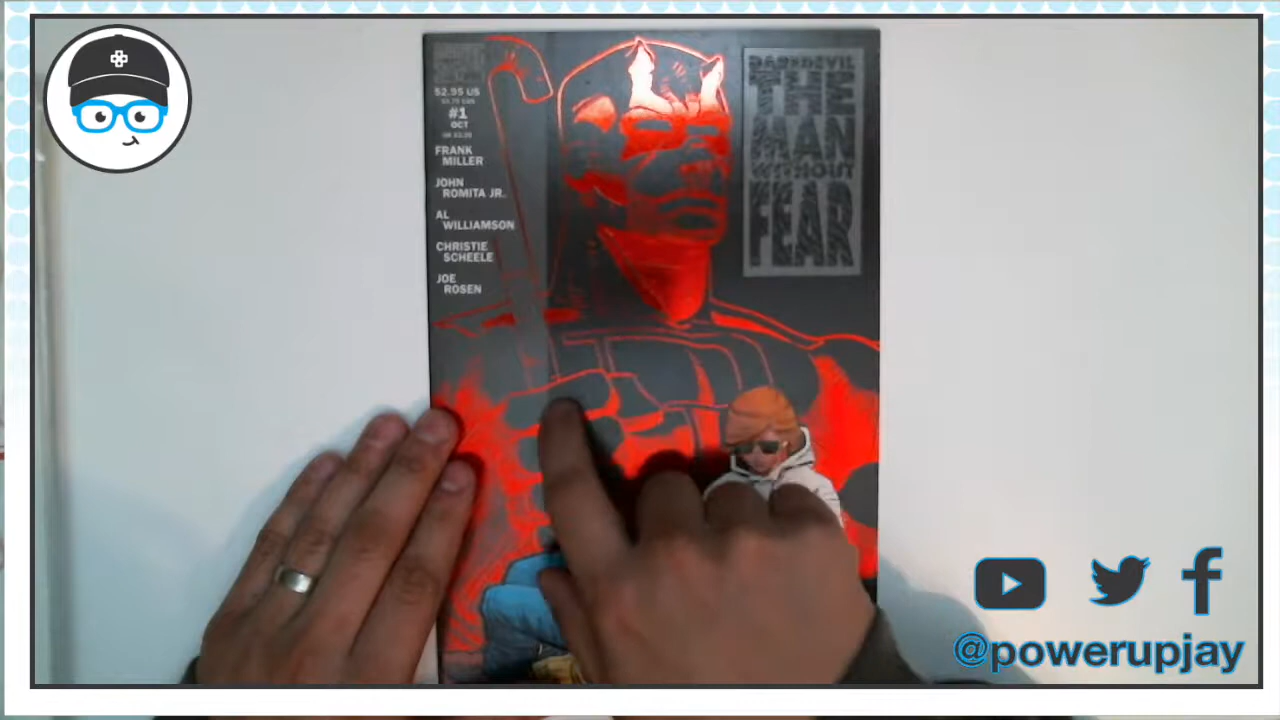 $2.95 US
#1
OCT
FRANK
MILLER
JOHN
ROMITA JR.
AL
WILLIAMSON
CHRISTIE
SCHEELE
JOE
ROSEN
DAREDEVIL
THE
MAN
WITHOUT
FEAR
@powerupjay